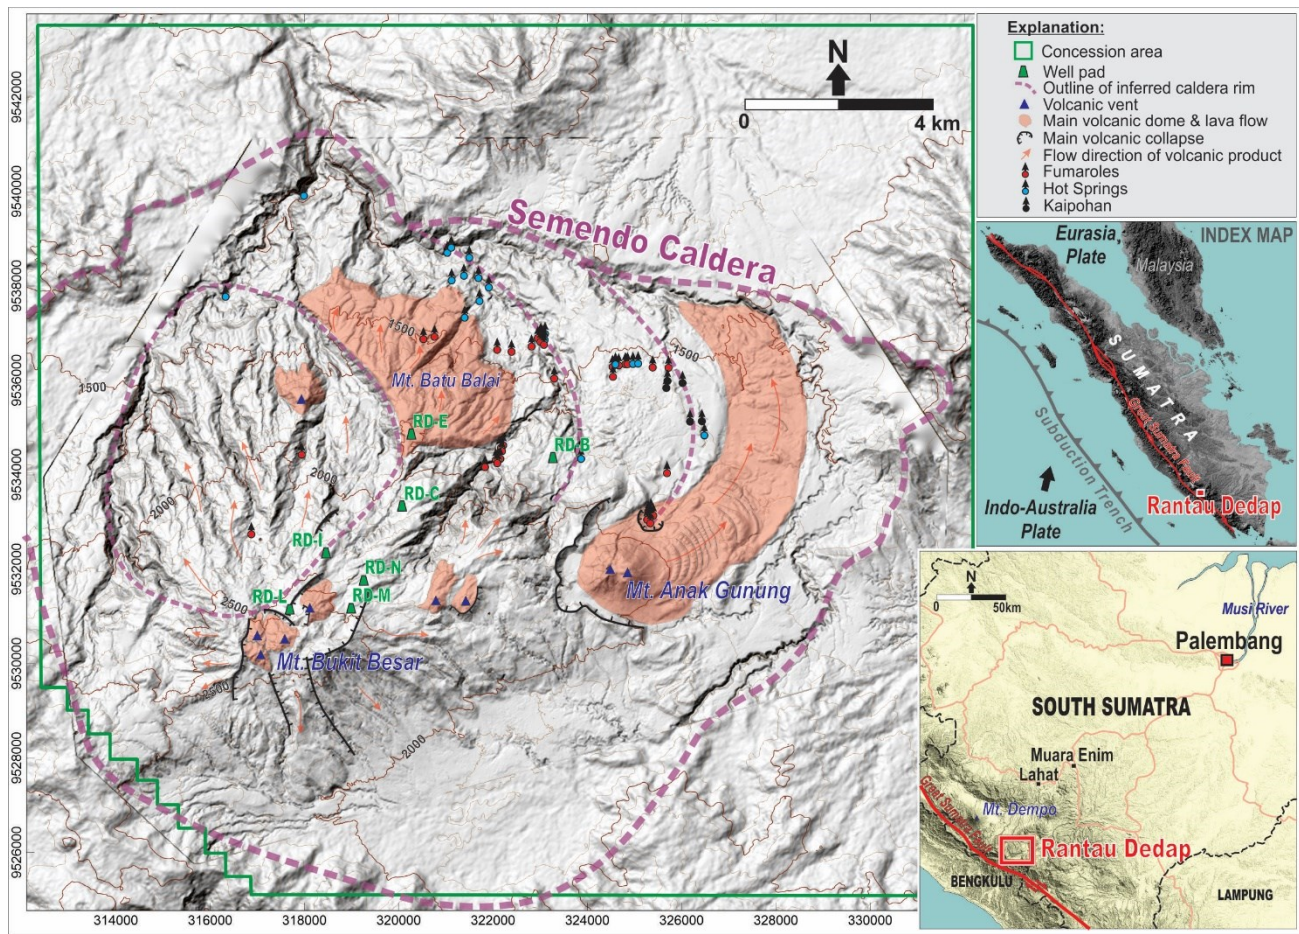 N
0
4 km
Semendo Caldera
1500
1500
1500
Mt. Batu Balai
RD-E
RD-B
RD-C
2000
2000
RD-I
RD-N
RD-L
RD-M
2500
Mt. Anak Gunung
Mt. Bukit Besar
2500
2000
9542000
9540000
9538000
9536000
9534000
9532000
9530000
9528000
9526000
314000
316000
318000
320000
322000
324000
326000
328000
330000
Explanation:
Concession area
Well pad
Outline of inferred caldera rim
Volcanic vent
Main volcanic dome & lava flow
Main volcanic collapse
Flow direction of volcanic product
Fumaroles
Hot Springs
Kaipohan
INDEX MAP
Eurasia
Plate
Malaysia
SUMATRA
Great Sumatra Fault
Subduction Trench
Indo-Australia
Plate
Rantau Dedap
N
0
50km
Musi River
Palembang
SOUTH SUMATRA
Muara Enim
Lahat
Mt. Dempo
Great Sumatra Fault
Rantau Dedap
BENGKULU
LAMPUNG